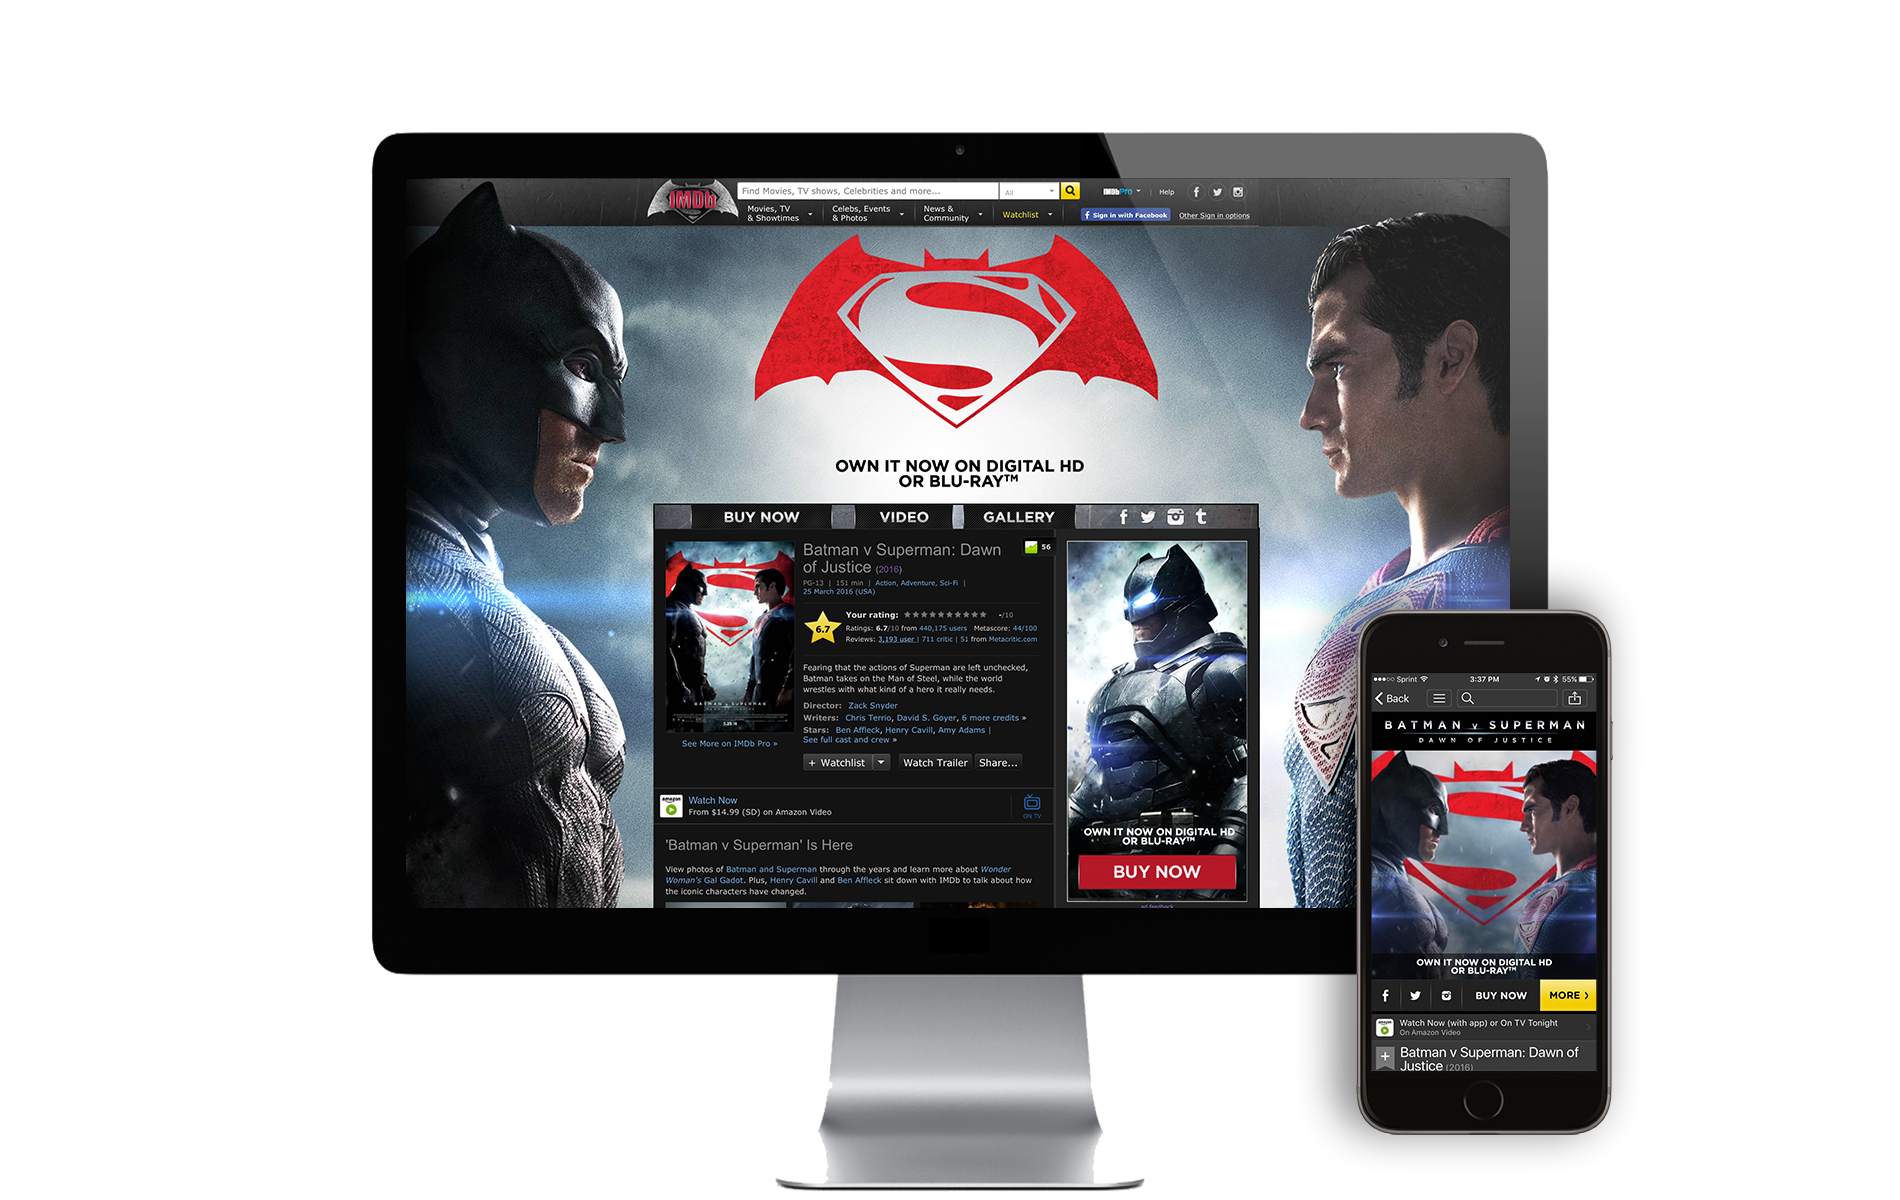 IMDb
Find Movies, TV shows, Celebrities and more...
All
IMDbPro
Help
Movies, TV
& Showtimes
Celebs, Events
& Photos
News &
Community
Watchlist
Sign in with Facebook
Other Sign in options
OWN IT NOW ON DIGITAL HD
OR BLU-RAY™
BUY NOW
VIDEO
GALLERY
Batman v Superman: Dawn
of Justice (2016)
56
PG-13 | 151 min | Action, Adventure, Sci-Fi |
25 March 2016 (USA)
6.7
Your rating: -/10
Ratings: 6.7/10 from 440,175 users Metascore: 44/100
Reviews: 3,193 user | 711 critic | 51 from Metacritic.com
Fearing that the actions of Superman are left unchecked,
Batman takes on the Man of Steel, while the world
wrestles with what kind of a hero it really needs.
Director: Zack Snyder
Writers: Chris Terrio, David S. Goyer, 6 more credits »
Stars: Ben Affleck, Henry Cavill, Amy Adams |
See full cast and crew »
BATMAN v SUPERMAN
DAWN OF JUSTICE
See More on IMDb Pro »
+ Watchlist
Watch Trailer
Share...
amazon
Watch Now
From $14.99 (SD) on Amazon Video
ON TV
'Batman v Superman' Is Here
View photos of Batman and Superman through the years and learn more about Wonder
Woman's Gal Gadot. Plus, Henry Cavill and Ben Affleck sit down with IMDb to talk about how
the iconic characters have changed.
OWN IT NOW ON DIGITAL HD
OR BLU-RAY™
BUY NOW
ad feedback
Sprint
3:37 PM
55%
Back
BATMAN v SUPERMAN
DAWN OF JUSTICE
OWN IT NOW ON DIGITAL HD
OR BLU-RAY™
BUY NOW
MORE
amazon
Watch Now (with app) or On TV Tonight
On Amazon Video
Batman v Superman: Dawn of
Justice (2016)